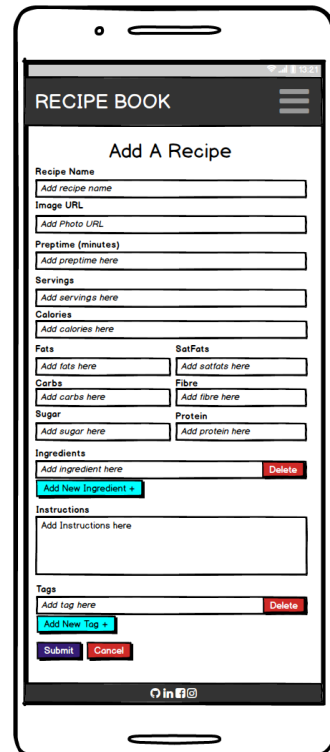 13:21
RECIPE BOOK
Add A Recipe
Recipe Name
Add recipe name
Image URL
Add Photo URL
Preptime (minutes)
Add preptime here
Servings
Add servings here
Calories
Add calories here
Fats SatFats
Add fats here Add satfats here
Carbs Fibre
Add carbs here Add fibre here
Sugar Protein
Add sugar here Add protein here
Ingredients
Add ingredient here Delete
Add New Ingredient +
Instructions
Add Instructions here
Tags
Add tag here Delete
Add New Tag +
Submit Cancel